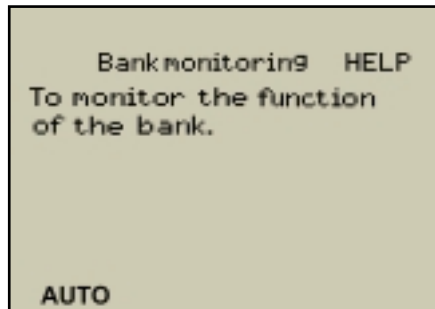 Bank monitoring HELP
To monitor the function
of the bank.
AUTO